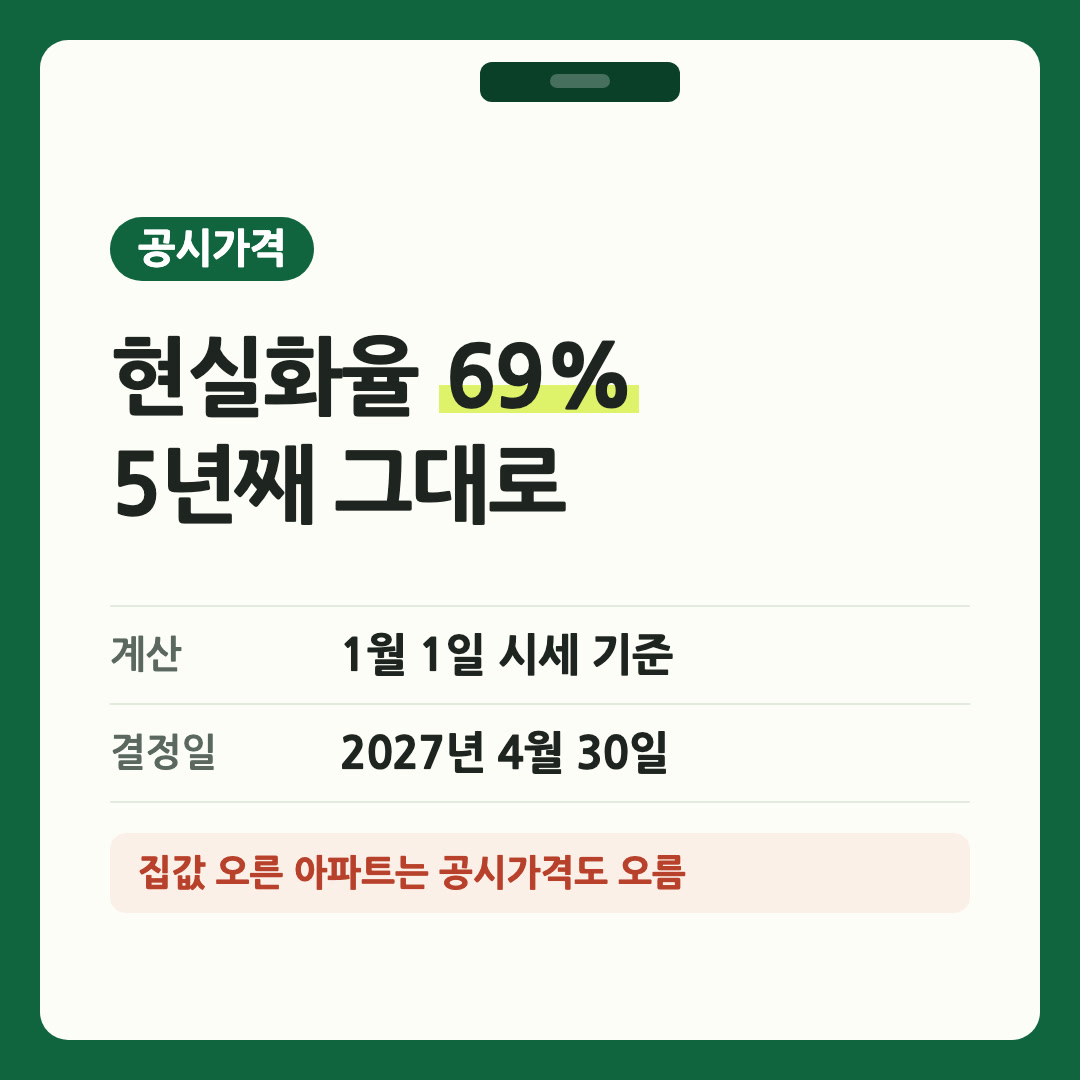 공시가격
현실화율 69%
5년째 그대로
계산 1월 1일 시세 기준
결정일 2027년 4월 30일
집값 오른 아파트는 공시가격도 오름